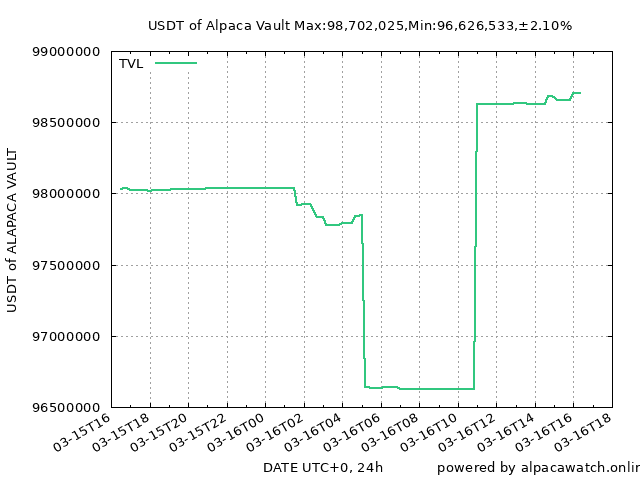 USDT of Alpaca Vault Max:98,702,025,Min:96,626,533,±2.10%
TVL
99000000
98500000
98000000
97500000
97000000
96500000
USDT of ALAPACA VAULT
03-15T16
03-15T18
03-15T20
03-15T22
03-16T00
03-16T02
03-16T04
03-16T06
03-16T08
03-16T10
03-16T12
03-16T14
03-16T16
03-16T18
DATE UTC+0, 24h
powered by alpacawatch.onlin